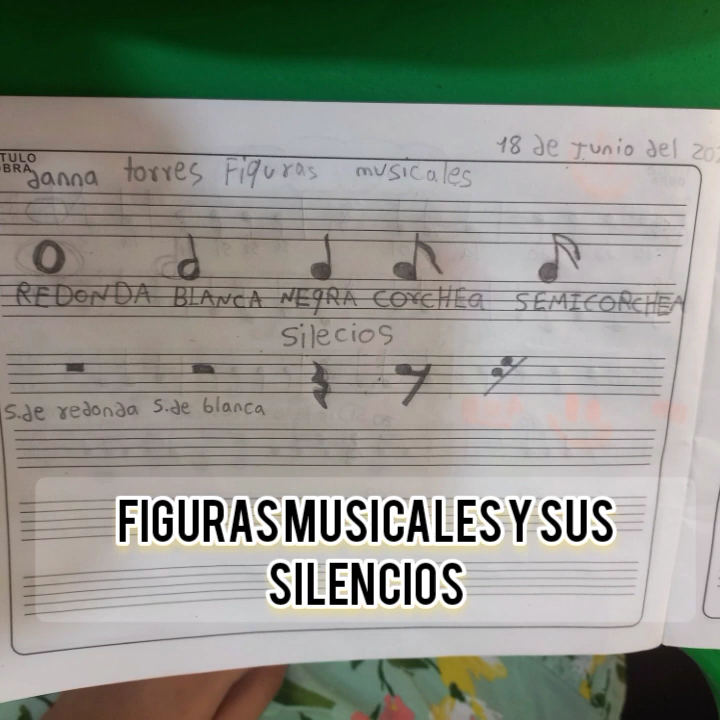 18 de Junio del 202
TULO
BRA
danna torres Figuras musicales
REDONDA BLANCA NEGRA CORCHEa SEMICORCHEA
Silecios
S.de redonda S.de blanca
FIGURAS MUSICALES Y SUS
SILENCIOS